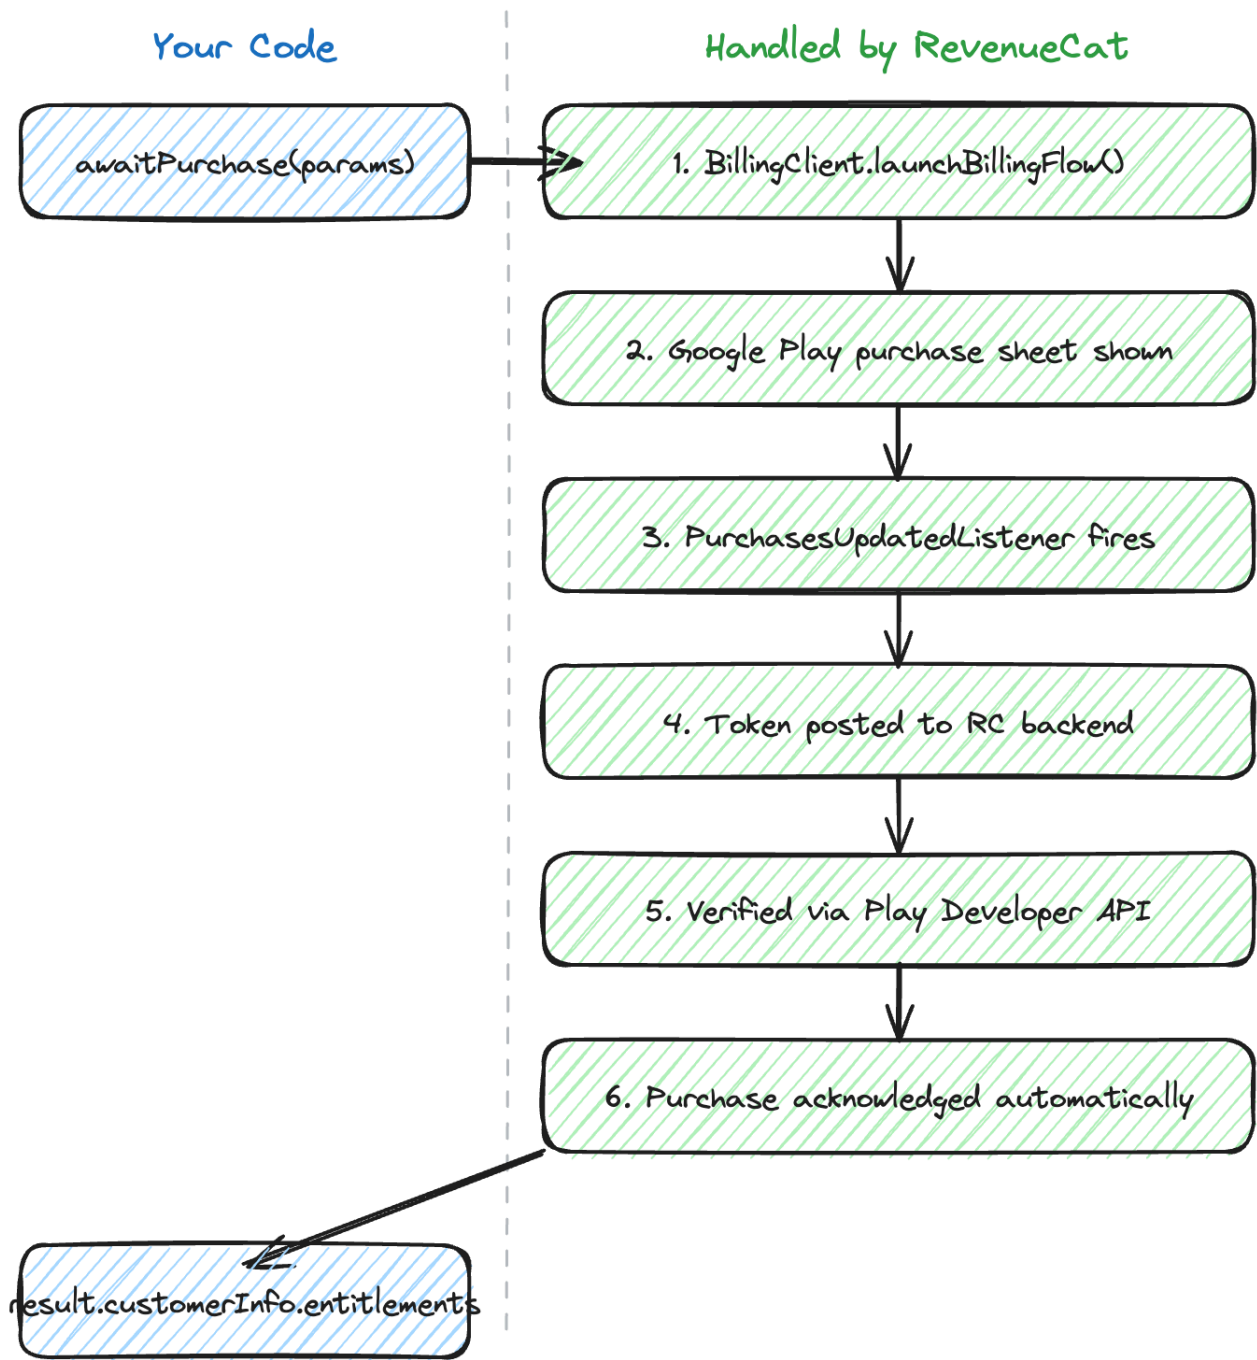 Your Code
Handled by RevenueCat
awaitPurchase(params)
1. BillingClient.launchBillingFlow()
2. Google Play purchase sheet shown
3. PurchasesUpdatedListener fires
4. Token posted to RC backend
5. Verified via Play Developer API
6. Purchase acknowledged automatically
result.customerInfo.entitlements